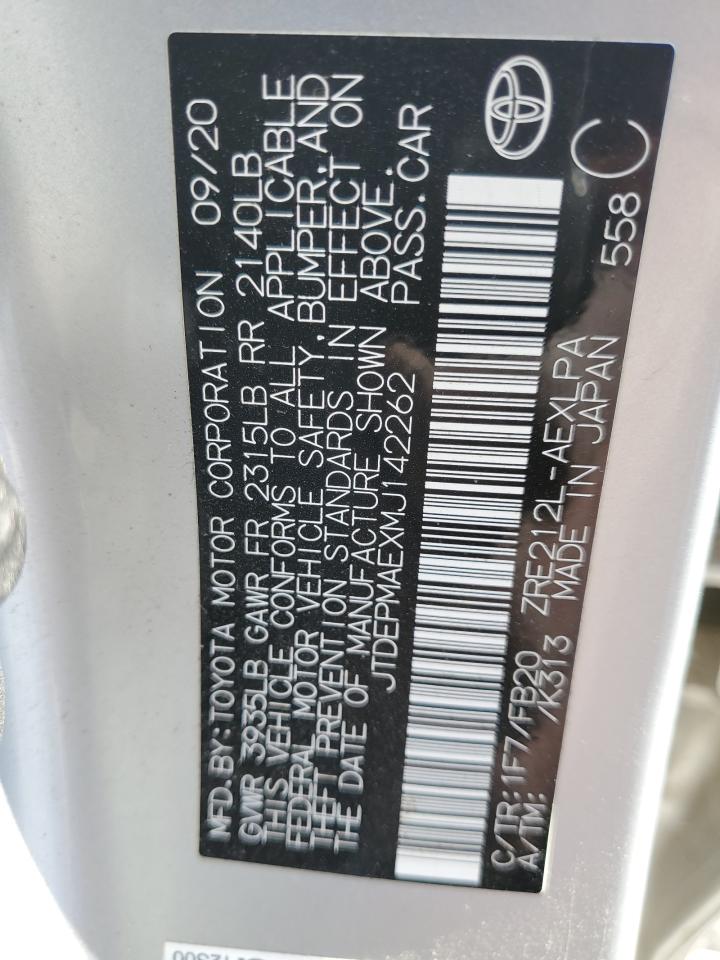 MFD.BY:TOYOTA MOTOR CORPORATION 09/20
GVWR 3935LB GAWR FR 2315LB RR 2140LB
THIS VEHICLE CONFORMS TO ALL APPLICABLE
FEDERAL MOTOR VEHICLE SAFETY, BUMPER, AND
THEFT PREVENTION STANDARDS IN EFFECT ON
THE DATE OF MANUFACTURE SHOWN ABOVE.
JTDEPMAEXMJ142262 PASS.CAR
C/TR:1F7/FB20 ZRE212L-AEXLPA 558 C
A/TM: /K313 MADE IN JAPAN